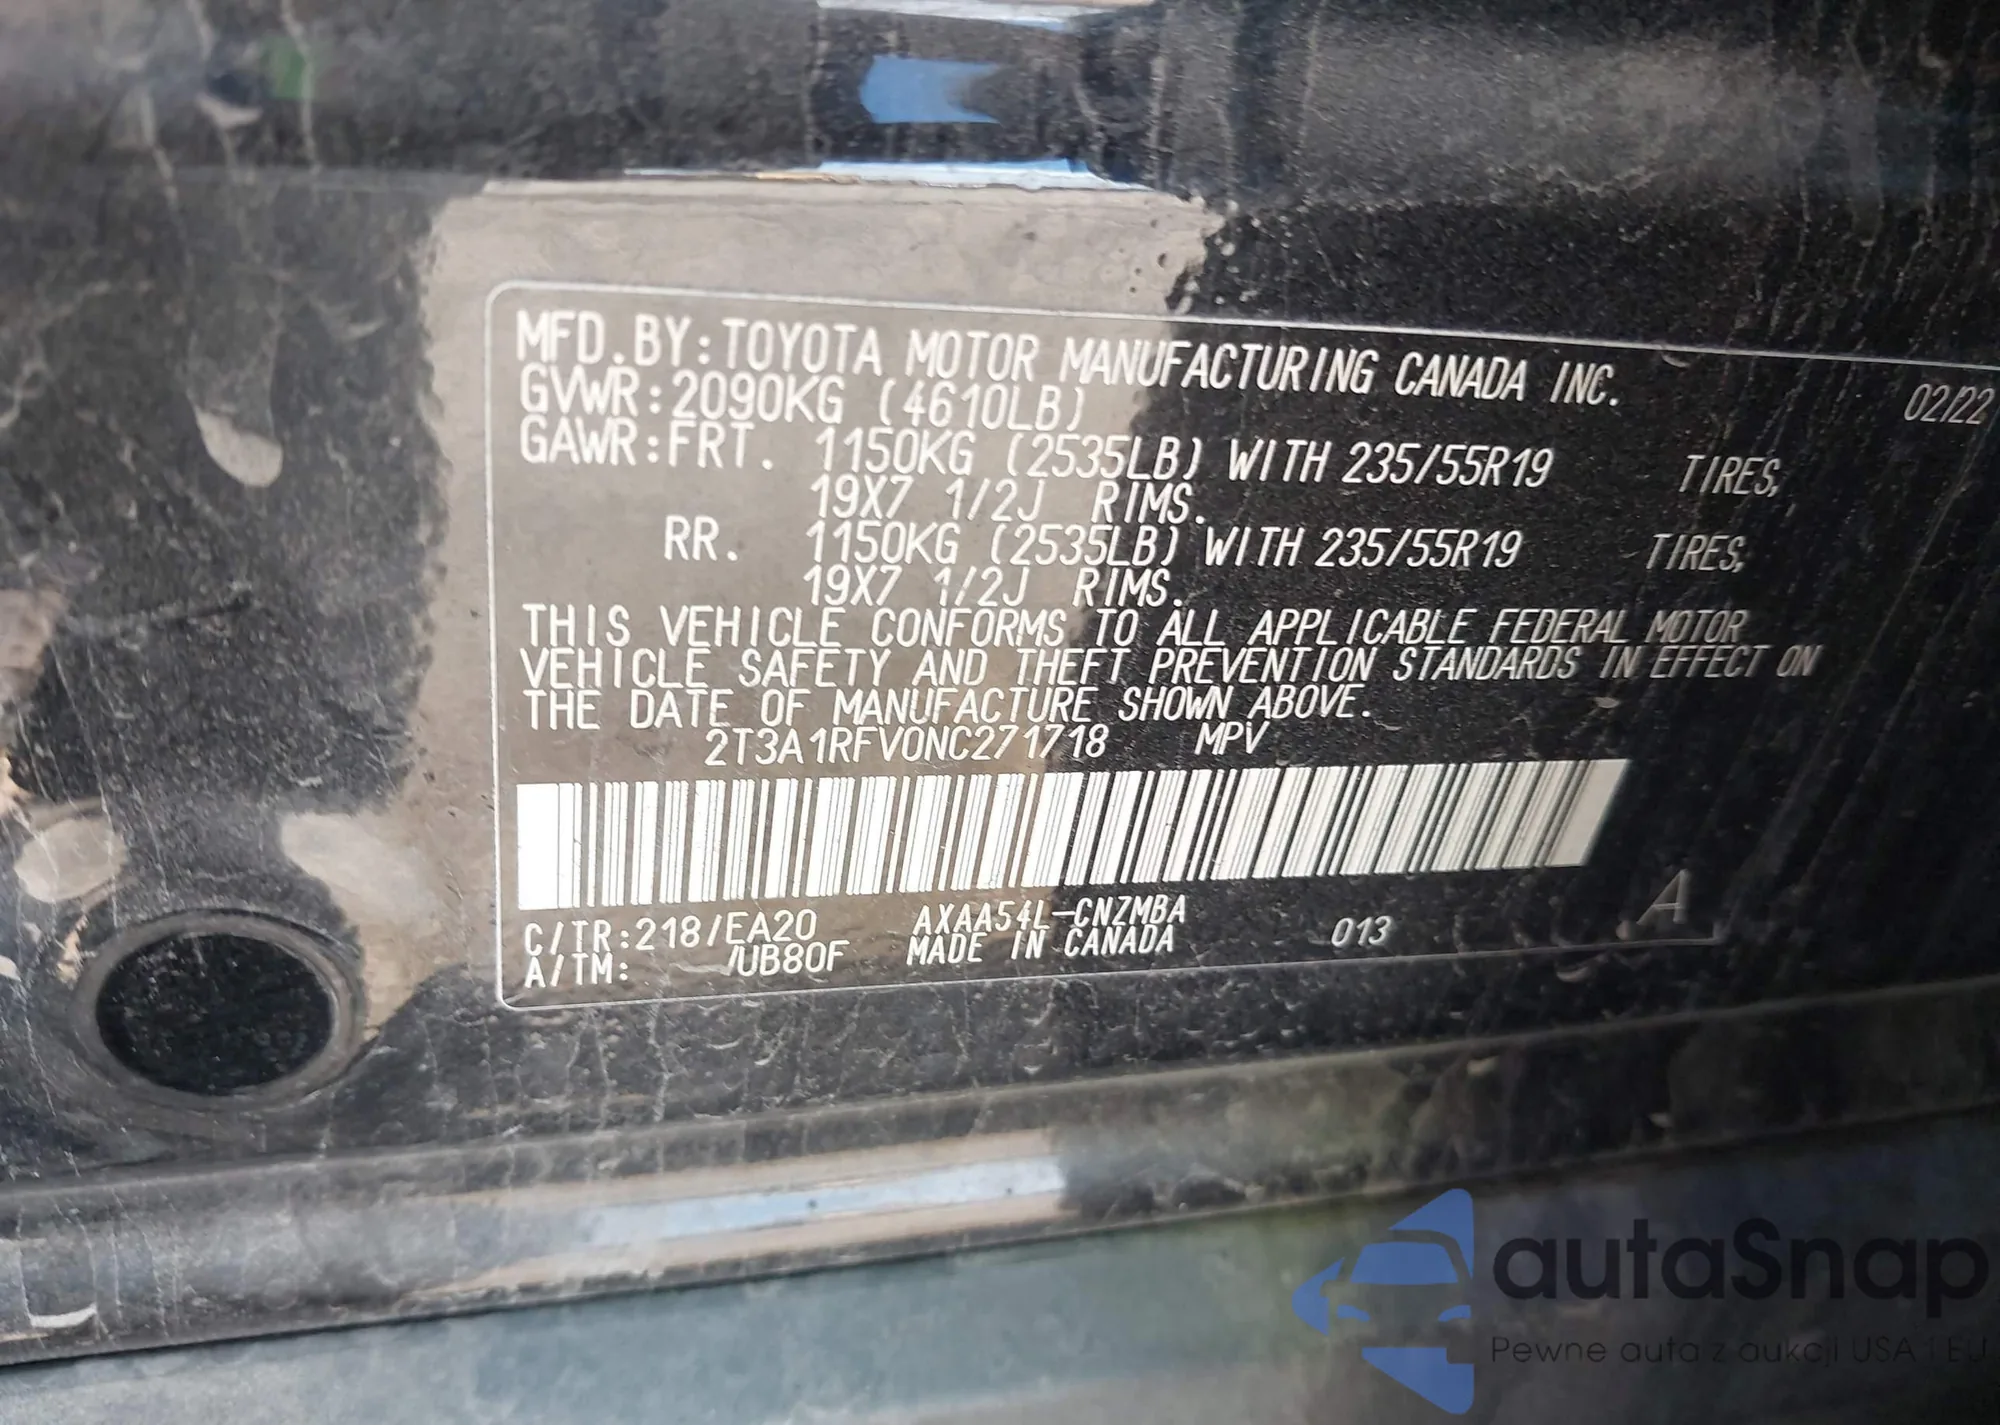 MFD.BY:TOYOTA MOTOR MANUFACTURING CANADA INC.
02/22
GVWR:2090KG (4610LB)
GAWR:FRT. 1150KG (2535LB) WITH 235/55R19 TIRES,
19X7 1/2J RIMS.
RR. 1150KG (2535LB) WITH 235/55R19 TIRES,
19X7 1/2J RIMS.
THIS VEHICLE CONFORMS TO ALL APPLICABLE FEDERAL MOTOR
VEHICLE SAFETY AND THEFT PREVENTION STANDARDS IN EFFECT ON
THE DATE OF MANUFACTURE SHOWN ABOVE.
2T3A1RFV0NC271718 MPV
C/TR:218/EA20 AXAA54L-CNZMBA
A/TM: /UB80F MADE IN CANADA 013 A
autaSnap
Pewne auta z aukcji USA i EU